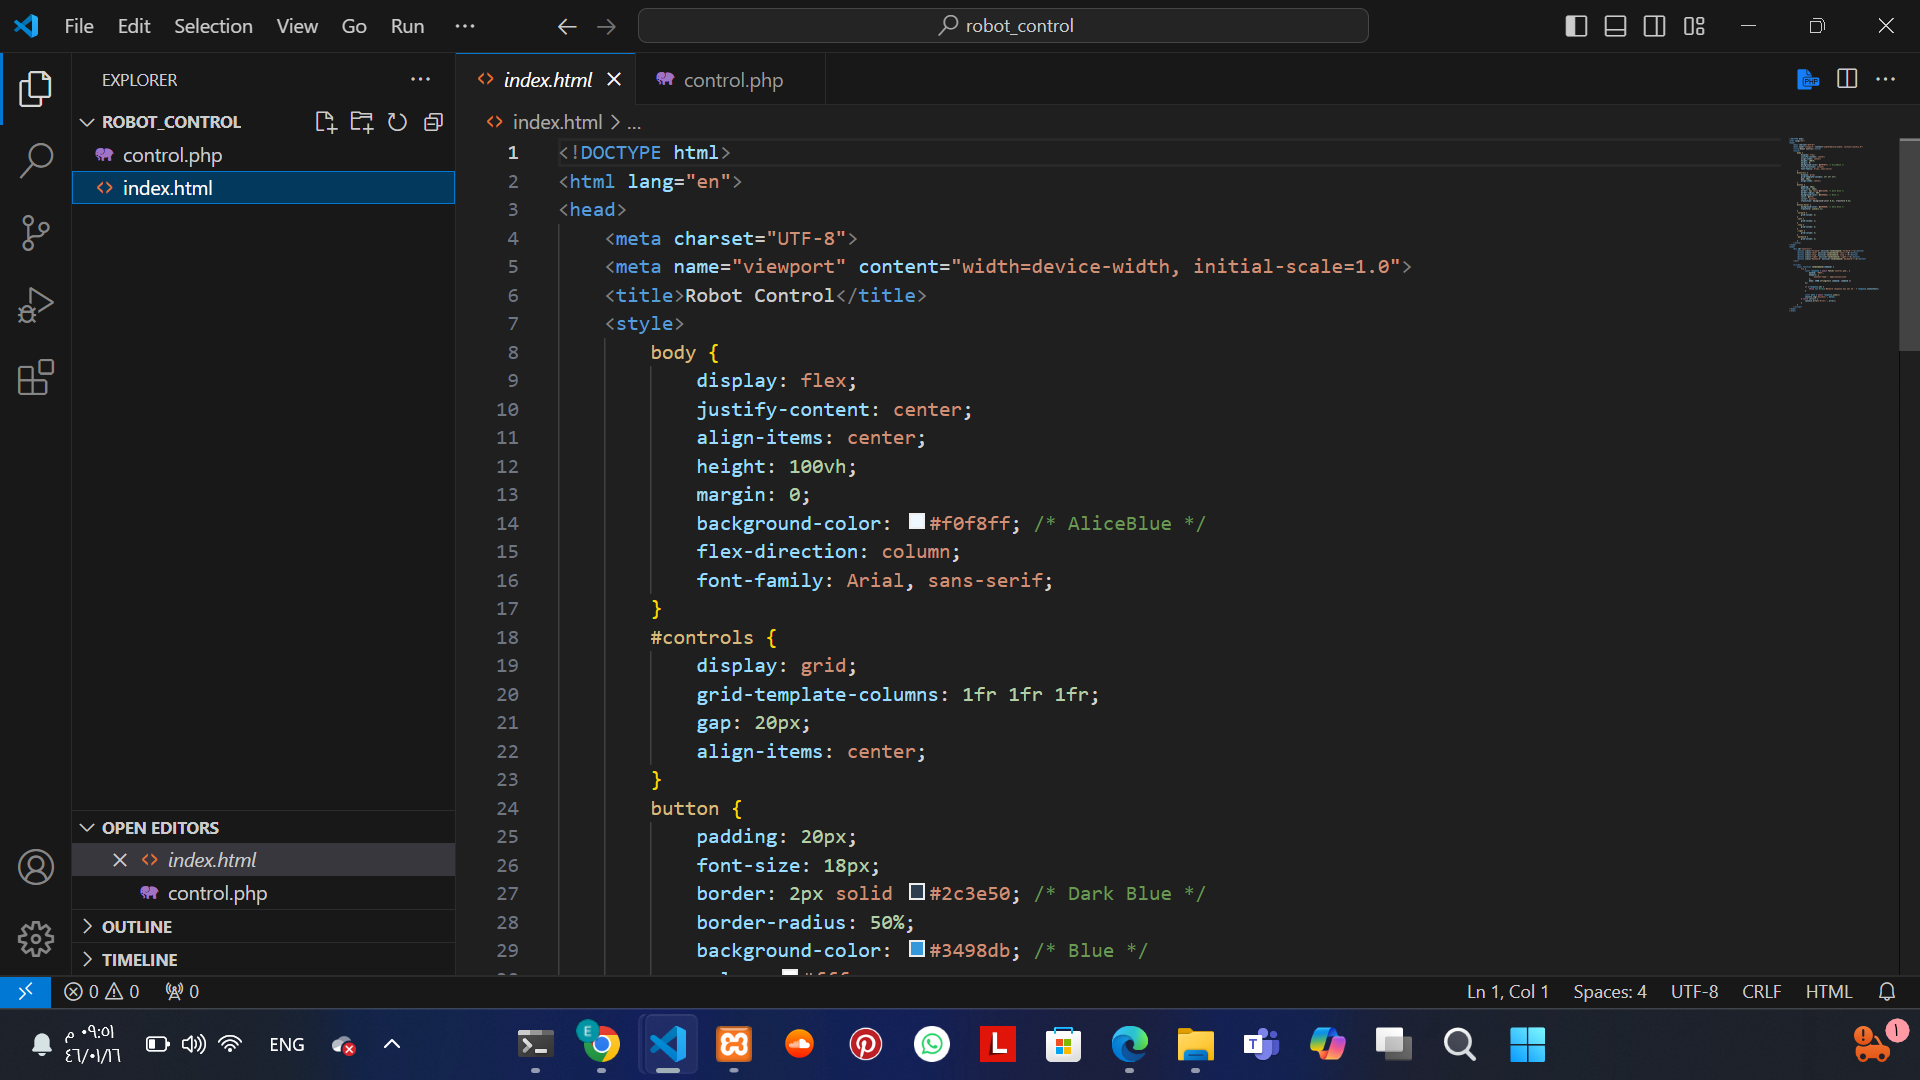 File Edit Selection View Go Run ...
robot_control
EXPLORER
ROBOT_CONTROL
control.php
index.html
OPEN EDITORS
index.html
control.php
OUTLINE
TIMELINE
index.html
control.php
index.html > ...
1 <!DOCTYPE html>
2 <html lang="en">
3 <head>
4 <meta charset="UTF-8">
5 <meta name="viewport" content="width=device-width, initial-scale=1.0">
6 <title>Robot Control</title>
7 <style>
8 body {
9 display: flex;
10 justify-content: center;
11 align-items: center;
12 height: 100vh;
13 margin: 0;
14 background-color: #f0f8ff; /* AliceBlue */
15 flex-direction: column;
16 font-family: Arial, sans-serif;
17 }
18 #controls {
19 display: grid;
20 grid-template-columns: 1fr 1fr 1fr;
21 gap: 20px;
22 align-items: center;
23 }
24 button {
25 padding: 20px;
26 font-size: 18px;
27 border: 2px solid #2c3e50; /* Dark Blue */
28 border-radius: 50%;
29 background-color: #3498db; /* Blue */
0 0 0
Ln 1, Col 1 Spaces: 4 UTF-8 CRLF HTML
٠٩:٥١ م
٤٦/٠١/١٦
ENG
E
L
T
١